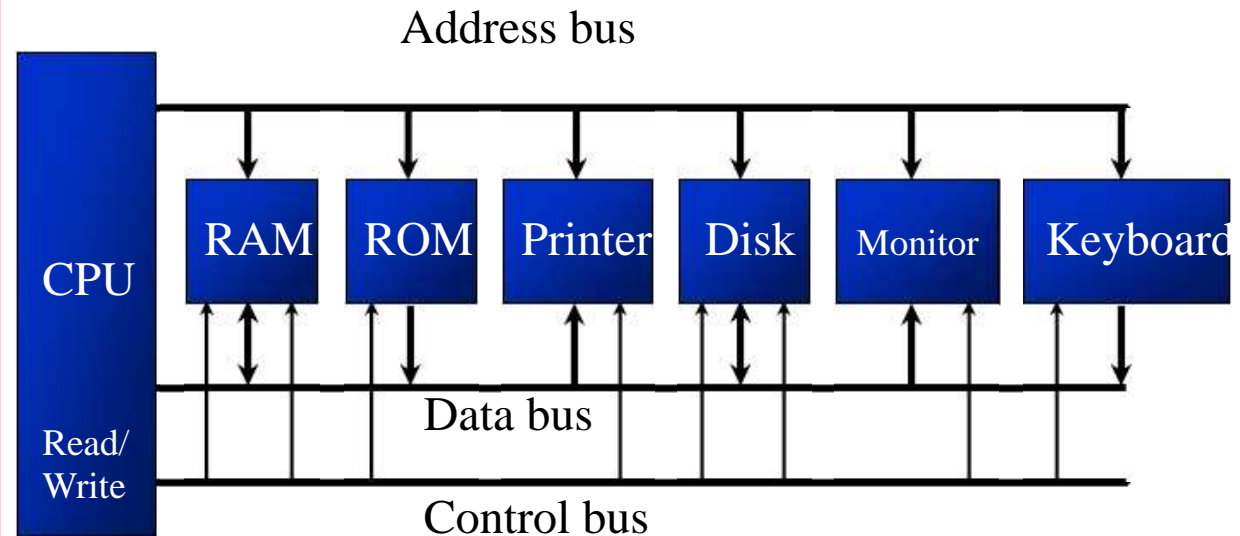 Address bus
CPU
RAM
ROM
Printer
Disk
Monitor
Keyboard
Data bus
Read/
Write
Control bus